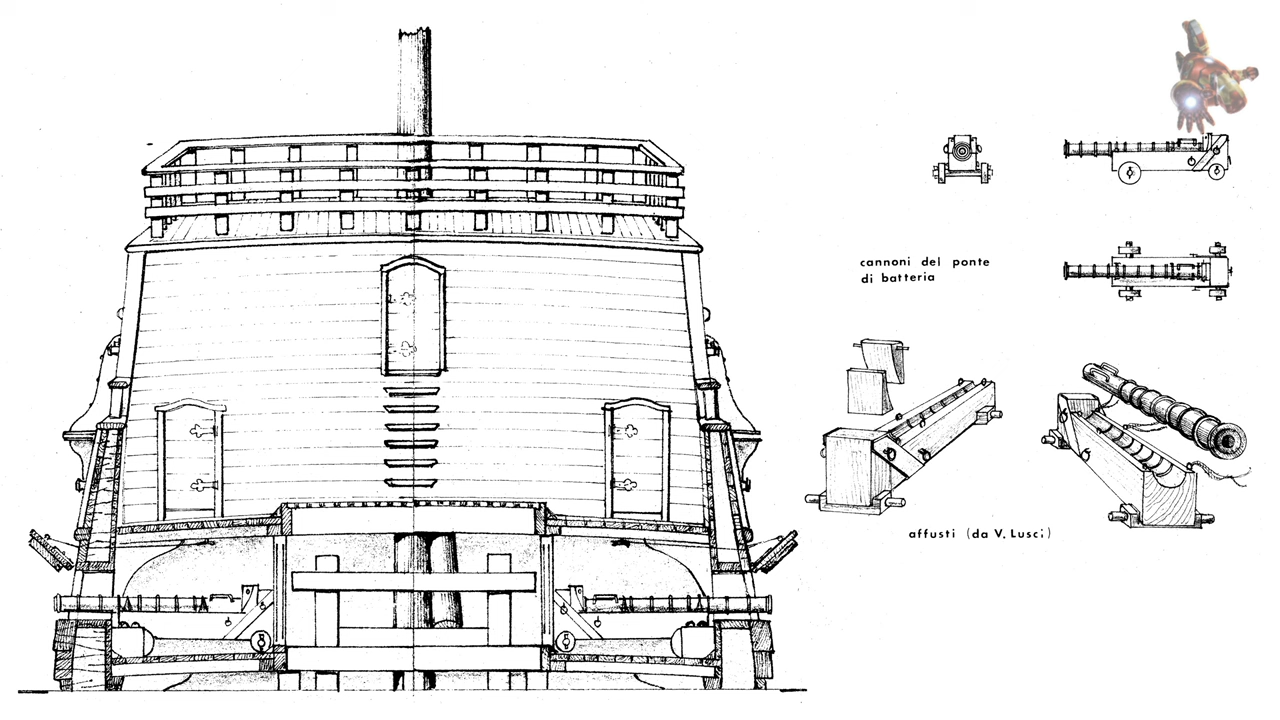 cannoni del ponte
di batteria
affusti (da V. Lusci)